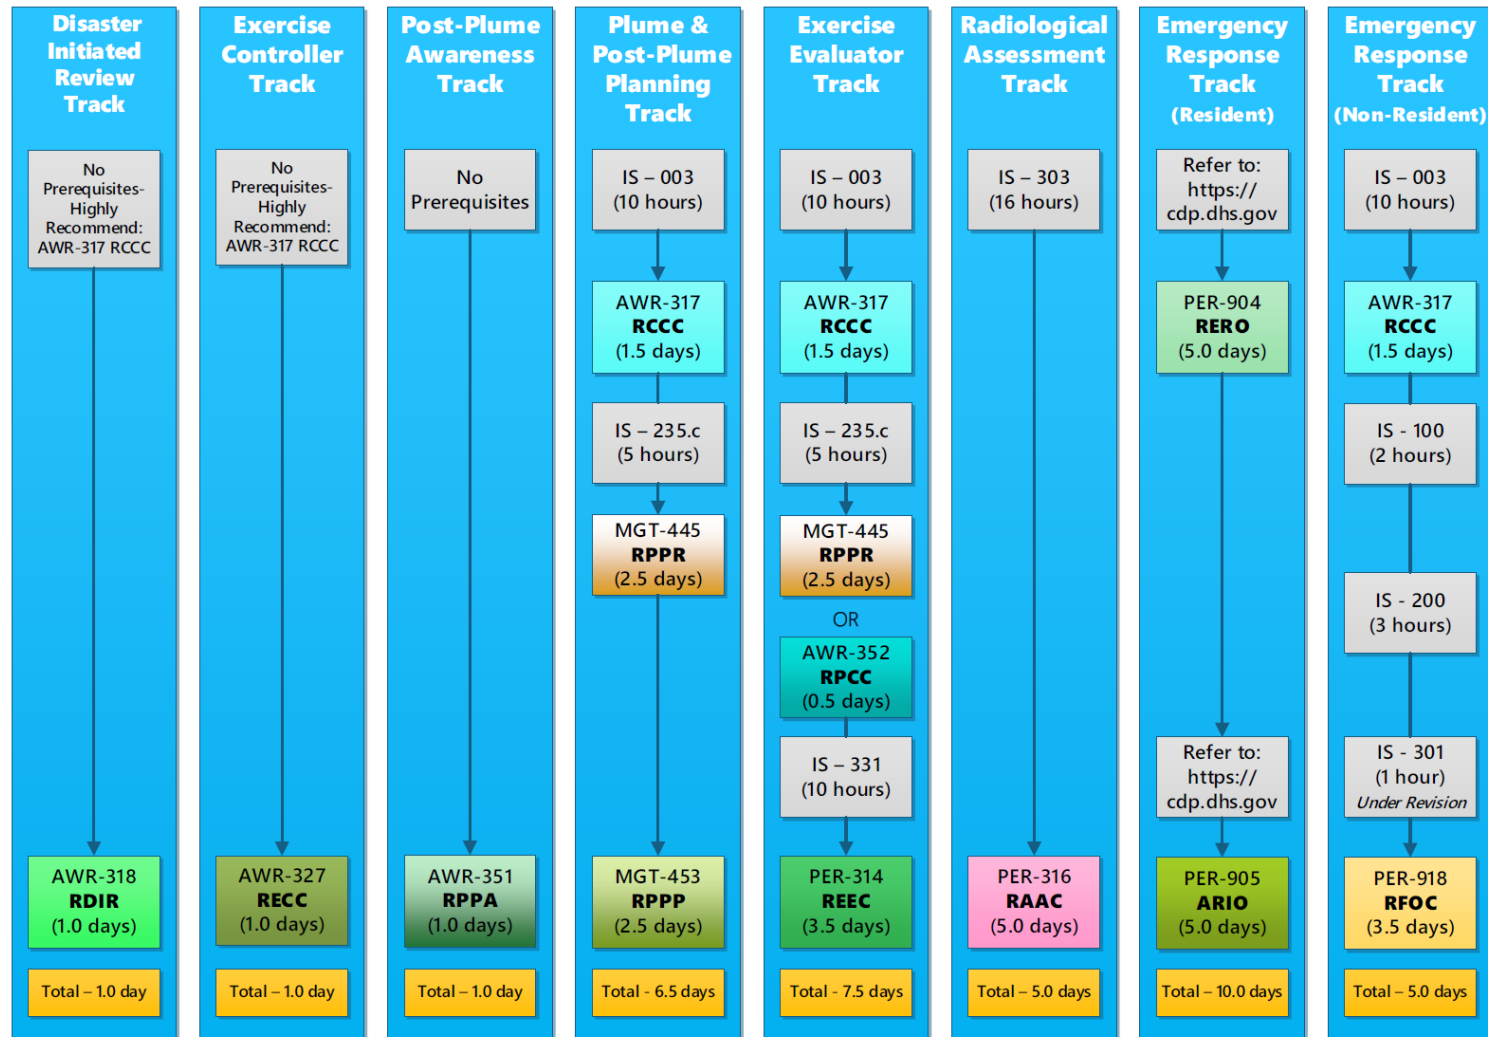 Disaster
Initiated
Review
Track
No
Prerequisites-
Highly
Recommend:
AWR-317 RCCC
AWR-318
RDIR
(1.0 days)
Total – 1.0 day
Exercise
Controller
Track
No
Prerequisites-
Highly
Recommend:
AWR-317 RCCC
AWR-327
RECC
(1.0 days)
Total – 1.0 day
Post-Plume
Awareness
Track
No
Prerequisites
AWR-351
RPPA
(1.0 days)
Total – 1.0 day
Plume &
Post-Plume
Planning
Track
IS – 003
(10 hours)
AWR-317
RCCC
(1.5 days)
IS – 235.c
(5 hours)
MGT-445
RPPR
(2.5 days)
MGT-453
RPPP
(2.5 days)
Total - 6.5 days
Exercise
Evaluator
Track
IS – 003
(10 hours)
AWR-317
RCCC
(1.5 days)
IS – 235.c
(5 hours)
MGT-445
RPPR
(2.5 days)
OR
AWR-352
RPCC
(0.5 days)
IS – 331
(10 hours)
PER-314
REEC
(3.5 days)
Total - 7.5 days
Radiological
Assessment
Track
IS – 303
(16 hours)
PER-316
RAAC
(5.0 days)
Total – 5.0 days
Emergency
Response
Track
(Resident)
Refer to:
https://
cdp.dhs.gov
PER-904
RERO
(5.0 days)
Refer to:
https://
cdp.dhs.gov
PER-905
ARIO
(5.0 days)
Total – 10.0 days
Emergency
Response
Track
(Non-Resident)
IS – 003
(10 hours)
AWR-317
RCCC
(1.5 days)
IS - 100
(2 hours)
IS - 200
(3 hours)
IS - 301
(1 hour)
Under Revision
PER-918
RFOC
(3.5 days)
Total – 5.0 days